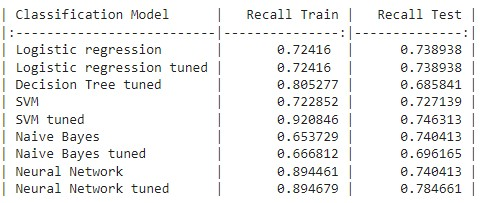 | Classification Model      |   Recall Train |   Recall Test |
|:--------------------------|---------------:|--------------:|
| Logistic regression       |       0.72416  |      0.738938 |
| Logistic regression tuned |       0.72416  |      0.738938 |
| Decision Tree tuned       |       0.805277 |      0.685841 |
| SVM                       |       0.722852 |      0.727139 |
| SVM tuned                 |       0.920846 |      0.746313 |
| Naive Bayes               |       0.653729 |      0.740413 |
| Naive Bayes tuned         |       0.666812 |      0.696165 |
| Neural Network            |       0.894461 |      0.740413 |
| Neural Network tuned      |       0.894679 |      0.784661 |